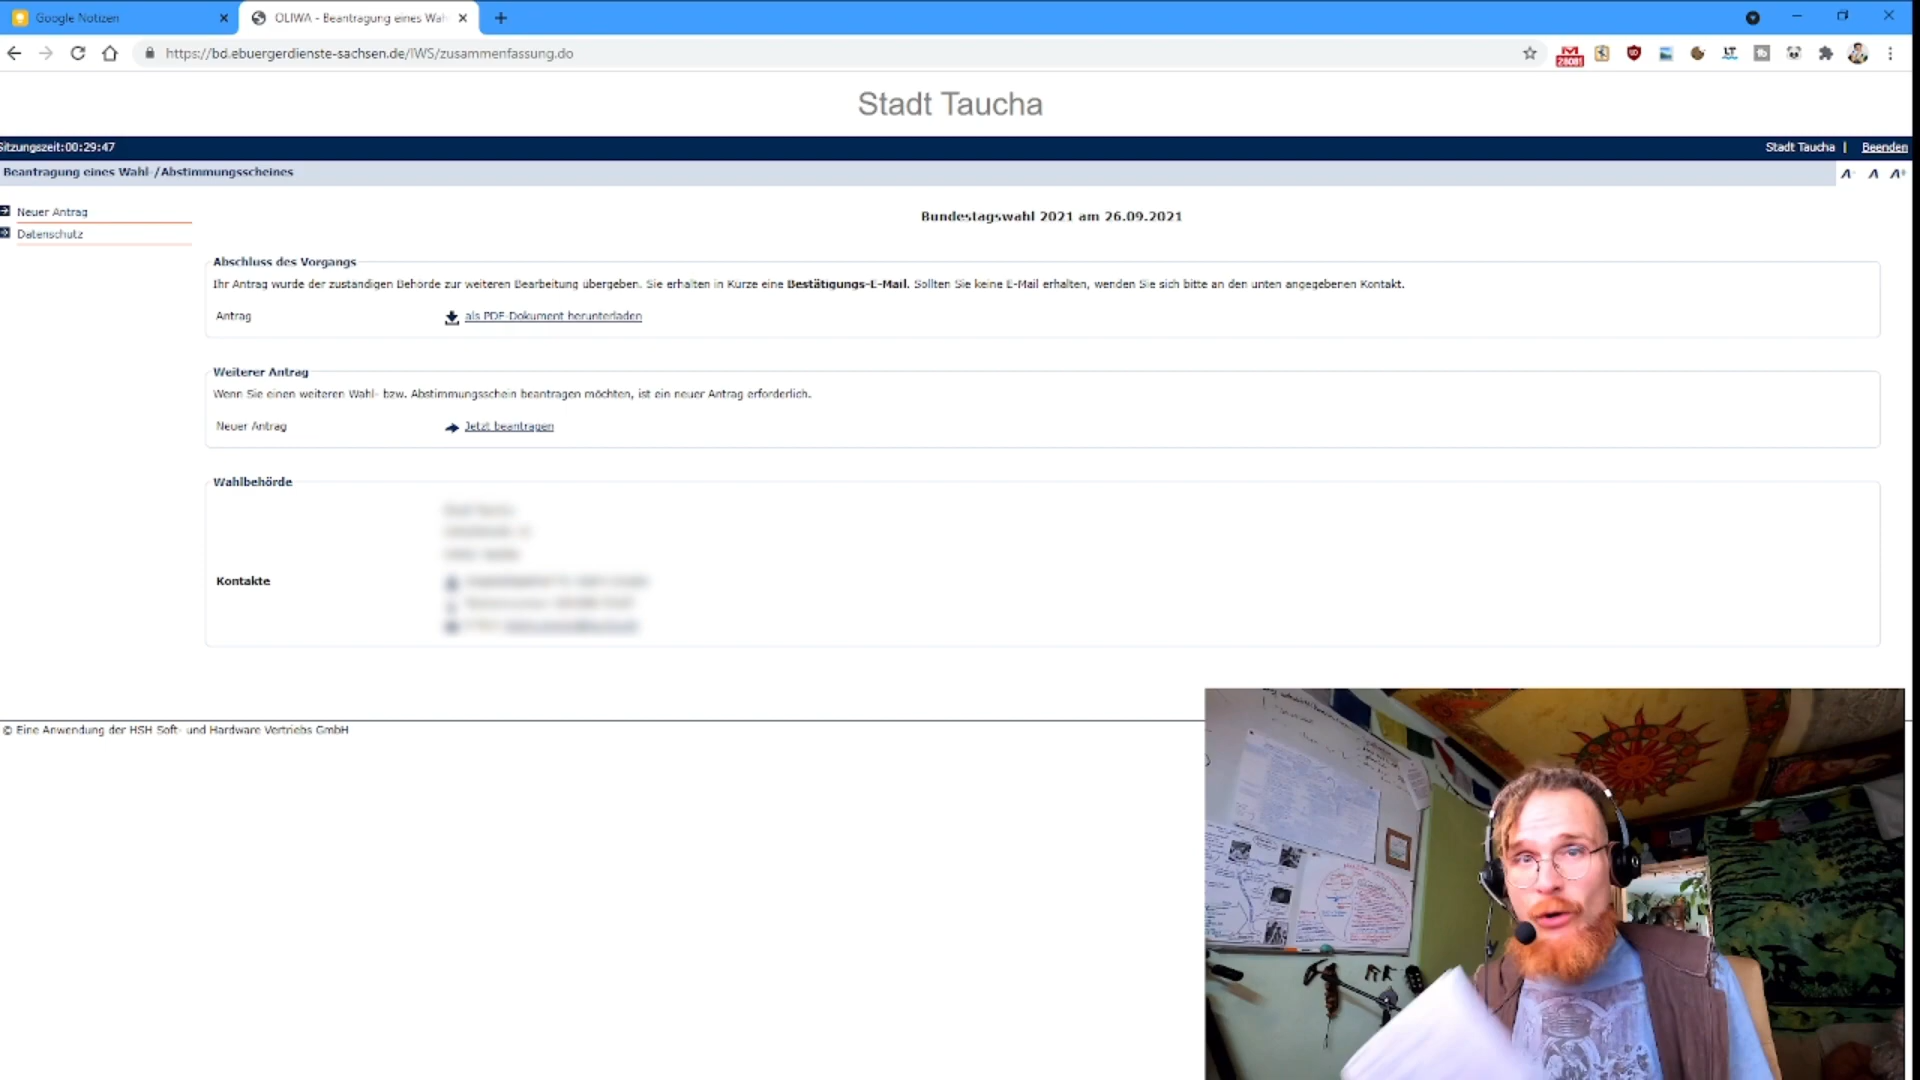 Google Notizen
OLIWA - Beantragung eines Wah
https://bd.ebuergerdienste-sachsen.de/IWS/zusammenfassung.do
28081
Stadt Taucha
Sitzungszeit:00:29:47
Stadt Taucha | Beenden
Beantragung eines Wahl-/Abstimmungsscheines
A- A A+
Neuer Antrag
Datenschutz
Bundestagswahl 2021 am 26.09.2021
Abschluss des Vorgangs
Ihr Antrag wurde der zuständigen Behörde zur weiteren Bearbeitung übergeben. Sie erhalten in Kürze eine Bestätigungs-E-Mail. Sollten Sie keine E-Mail erhalten, wenden Sie sich bitte an den unten angegebenen Kontakt.
Antrag als PDF-Dokument herunterladen
Weiterer Antrag
Wenn Sie einen weiteren Wahl- bzw. Abstimmungsschein beantragen möchten, ist ein neuer Antrag erforderlich.
Neuer Antrag Jetzt beantragen
Wahlbehörde
Kontakte
© Eine Anwendung der HSH Soft- und Hardware Vertriebs GmbH